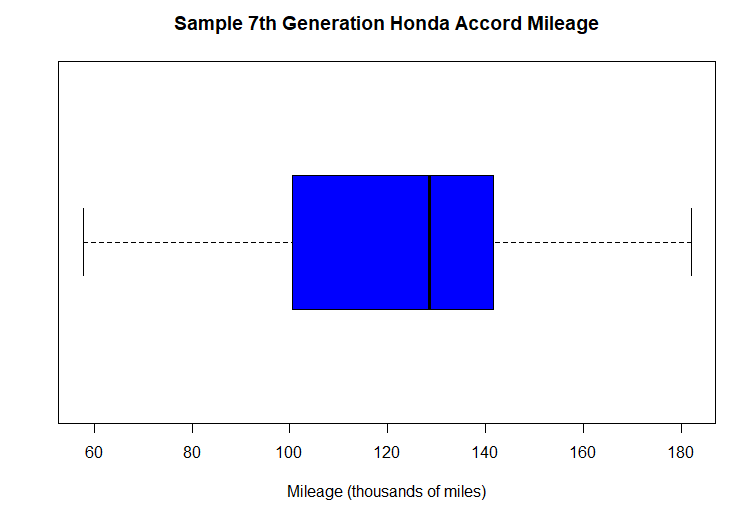 Sample 7th Generation Honda Accord Mileage
60 80 100 120 140 160 180
Mileage (thousands of miles)